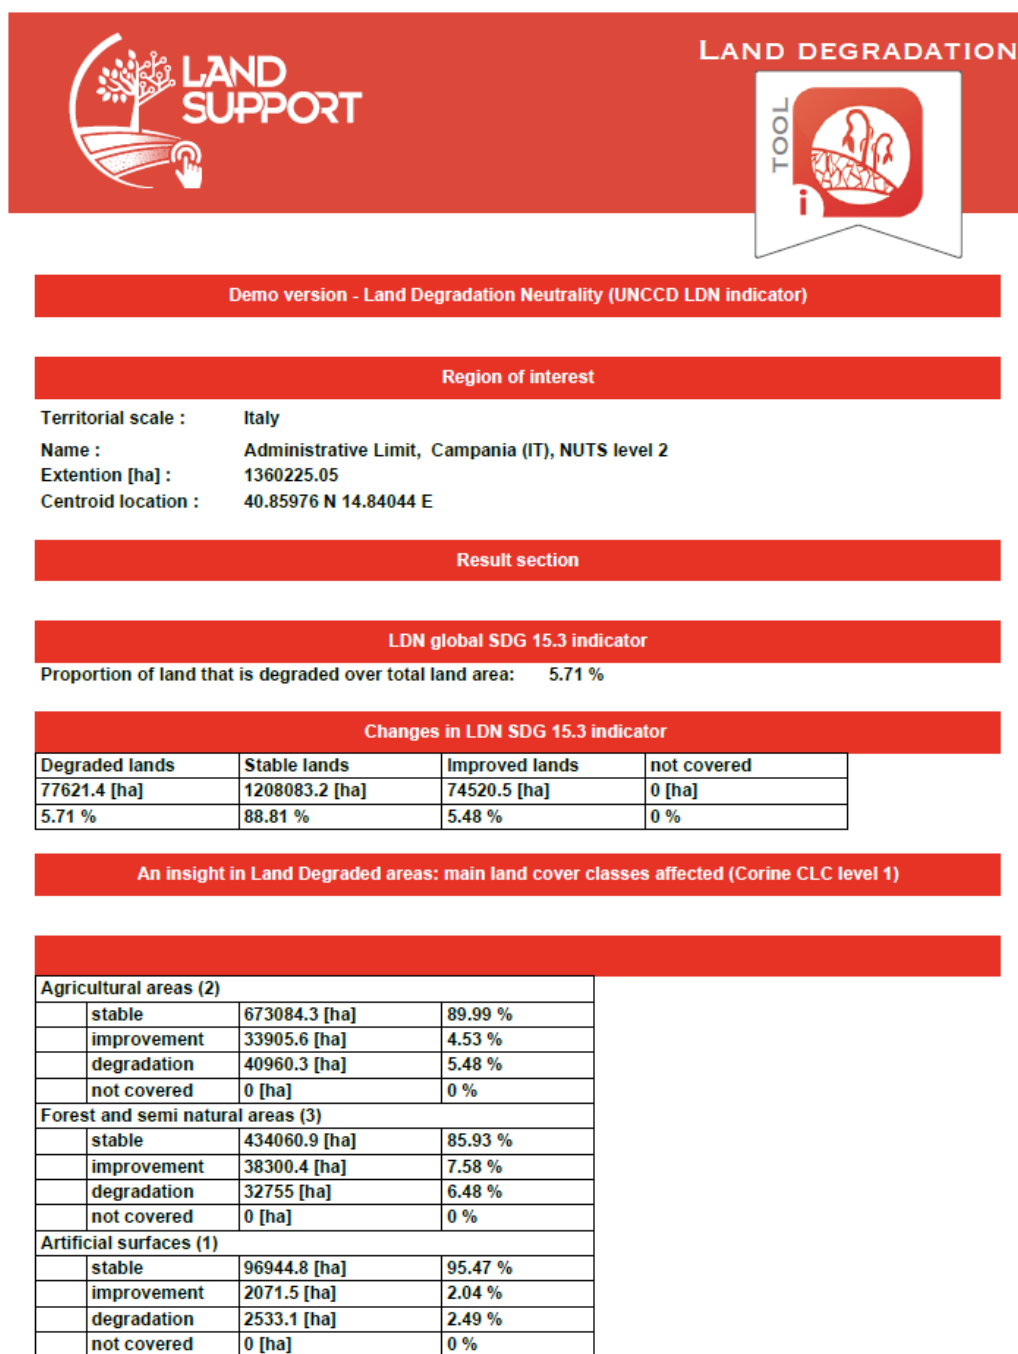 LAND
SUPPORT
LAND DEGRADATION
TOOL
i
Demo version - Land Degradation Neutrality (UNCCD LDN indicator)
Region of interest
Territorial scale : Italy
Name : Administrative Limit, Campania (IT), NUTS level 2
Extention [ha] : 1360225.05
Centroid location : 40.85976 N 14.84044 E
Result section
LDN global SDG 15.3 indicator
Proportion of land that is degraded over total land area: 5.71 %
Changes in LDN SDG 15.3 indicator
Degraded lands Stable lands Improved lands not covered
77621.4 [ha] 1208083.2 [ha] 74520.5 [ha] 0 [ha]
5.71 % 88.81 % 5.48 % 0 %
An insight in Land Degraded areas: main land cover classes affected (Corine CLC level 1)
Agricultural areas (2)
stable 673084.3 [ha] 89.99 %
improvement 33905.6 [ha] 4.53 %
degradation 40960.3 [ha] 5.48 %
not covered 0 [ha] 0 %
Forest and semi natural areas (3)
stable 434060.9 [ha] 85.93 %
improvement 38300.4 [ha] 7.58 %
degradation 32755 [ha] 6.48 %
not covered 0 [ha] 0 %
Artificial surfaces (1)
stable 96944.8 [ha] 95.47 %
improvement 2071.5 [ha] 2.04 %
degradation 2533.1 [ha] 2.49 %
not covered 0 [ha] 0 %